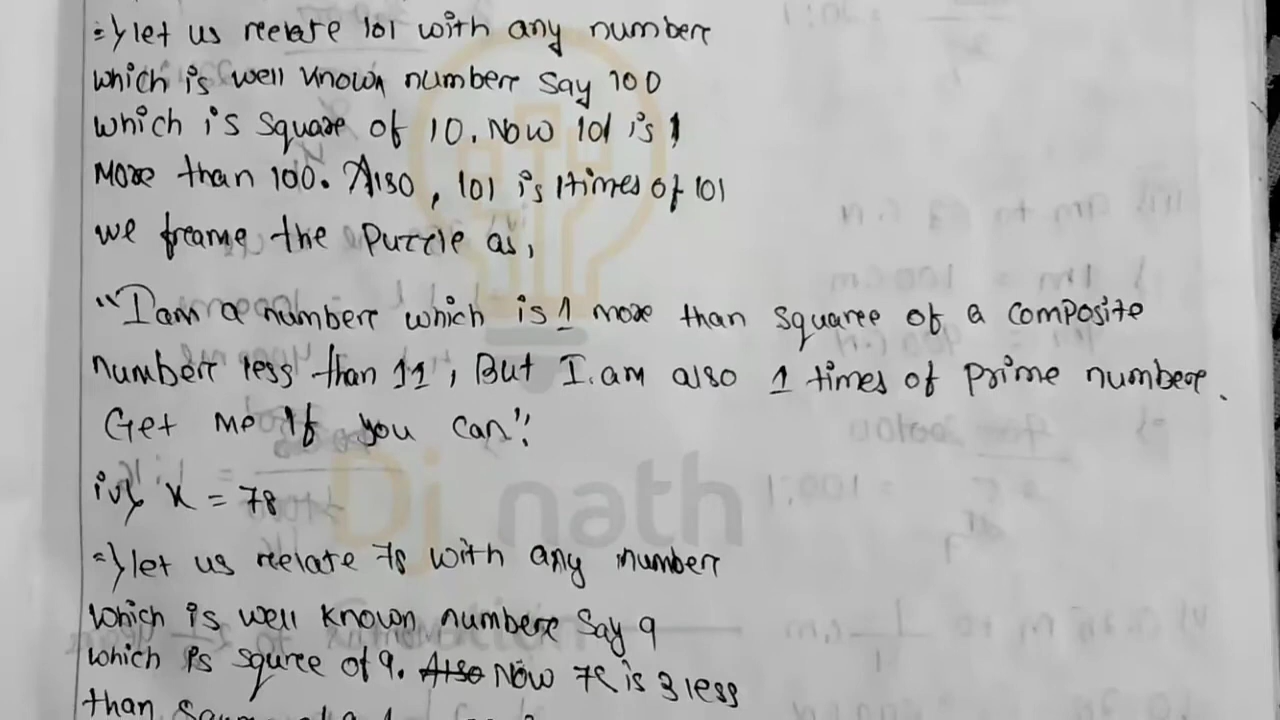 => let us relate 101 with any number
which is well known number say 100
which is square of 10. Now 101 is 1
More than 100. Also, 101 is 1 times of 101
we frame the Puzzle as,
"I am a number which is 1 more than square of a composite
number less than 11, But I am also 1 times of prime number.
Get me if you can".
iv) x = 78
=> let us relate 78 with any number
which is well known number say 9
which is squree of 9. Also Now 78 is 3 less
than
Dj nath